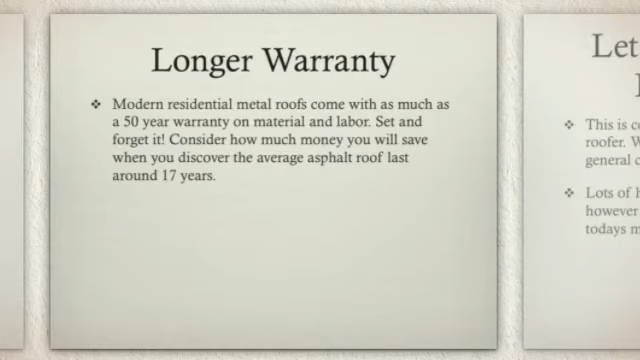 Longer Warranty
❖ Modern residential metal roofs come with as much as
a 50 year warranty on material and labor. Set and
forget it! Consider how much money you will save
when you discover the average asphalt roof last
around 17 years.
Let
❖ This is
roofer.
general
❖ Lots of
however
todays